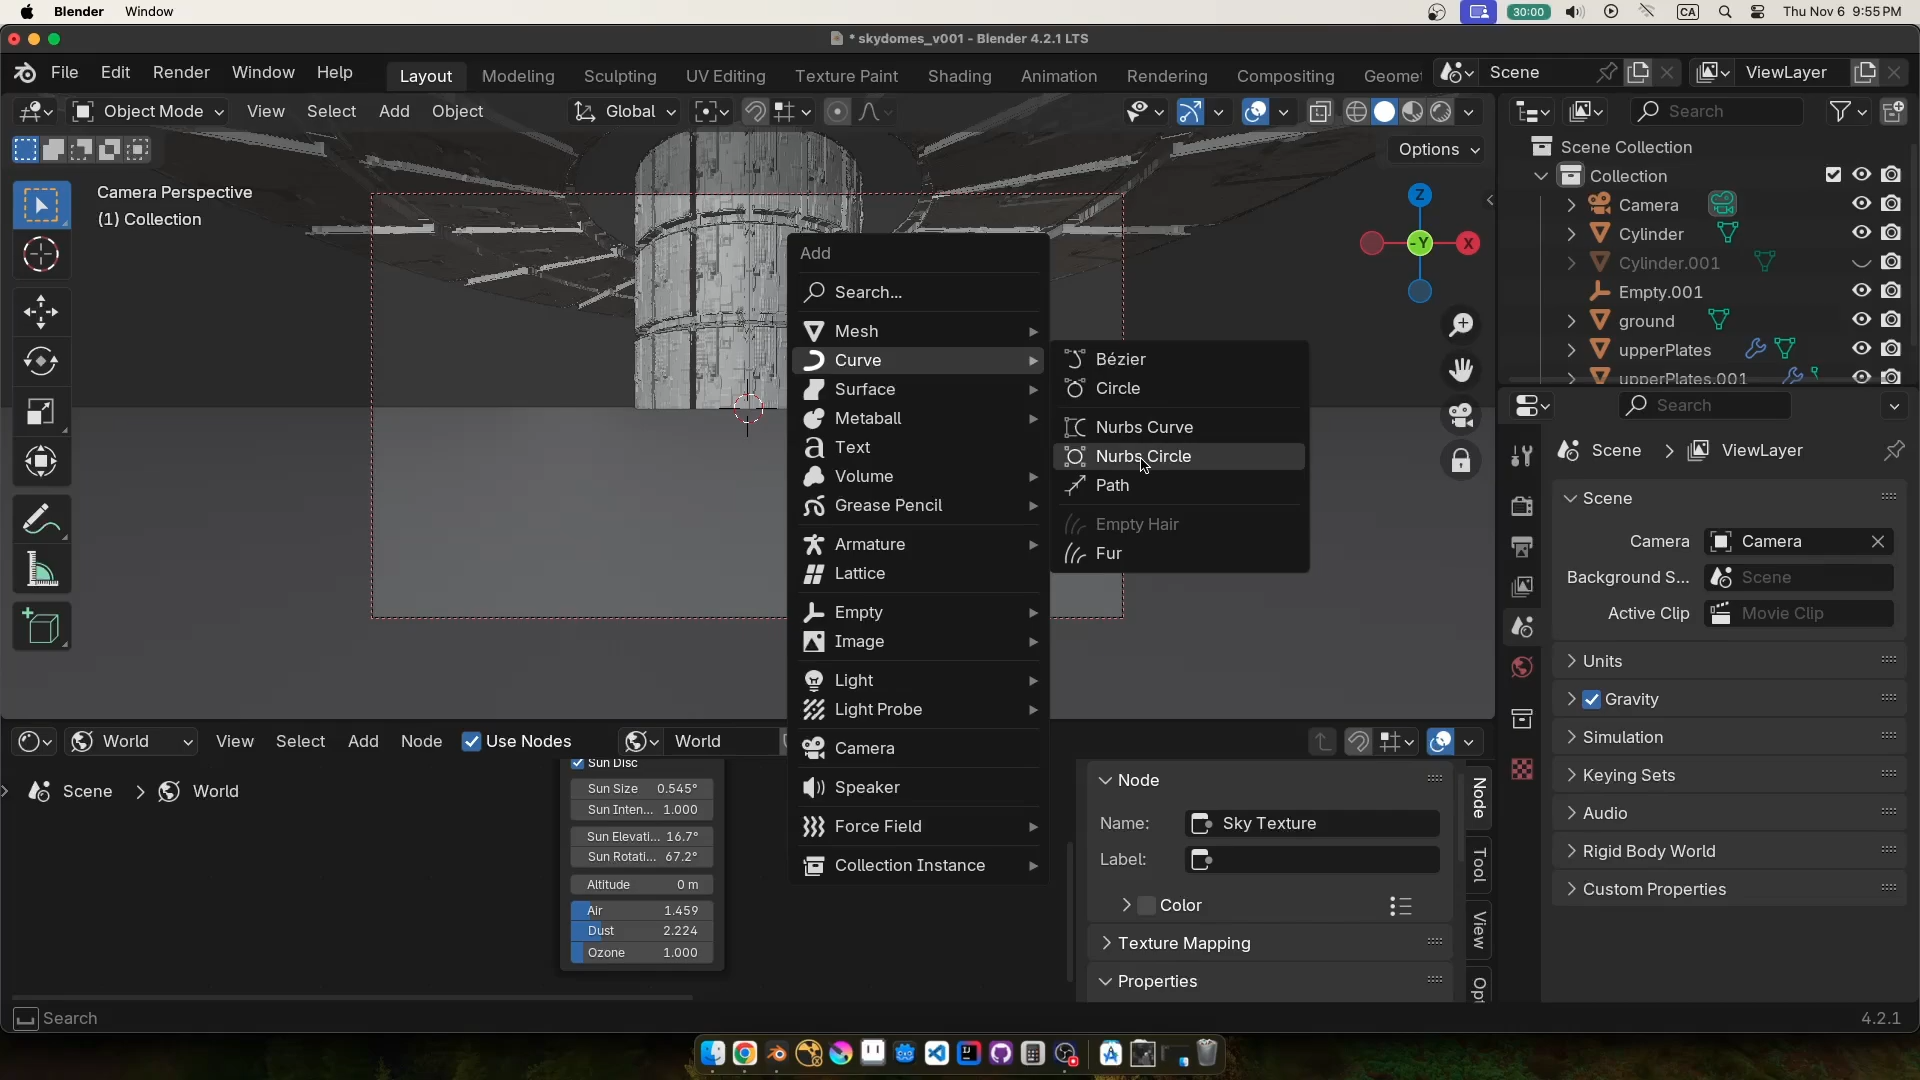 Blender Window 30:00 CA Thu Nov 6 9:55 PM
* skydomes_v001 - Blender 4.2.1 LTS
File Edit Render Window Help Layout Modeling Sculpting UV Editing Texture Paint Shading Animation Rendering Compositing Geomet Scene ViewLayer
Object Mode View Select Add Object Global Search
Options
Camera Perspective
(1) Collection
Z
-Y
X
Scene Collection
Collection
Camera
Cylinder
Cylinder.001
Empty.001
ground
upperPlates
upperPlates.001
Add
Search...
Mesh
Curve
Surface
Metaball
Text
Volume
Grease Pencil
Armature
Lattice
Empty
Image
Light
Light Probe
Camera
Speaker
Force Field
Collection Instance
Bézier
Circle
Nurbs Curve
Nurbs Circle
Path
Empty Hair
Fur
Search
Scene ViewLayer
Scene
Camera Camera
Background S... Scene
Active Clip Movie Clip
Units
Gravity
Simulation
Keying Sets
Audio
Rigid Body World
Custom Properties
World View Select Add Node Use Nodes World
Scene World
Sun Disc
Sun Size 0.545°
Sun Inten... 1.000
Sun Elevati... 16.7°
Sun Rotati... 67.2°
Altitude 0 m
Air 1.459
Dust 2.224
Ozone 1.000
Node
Name: Sky Texture
Label:
Color
Texture Mapping
Properties
Node
Tool
View
Opt
Search
4.2.1